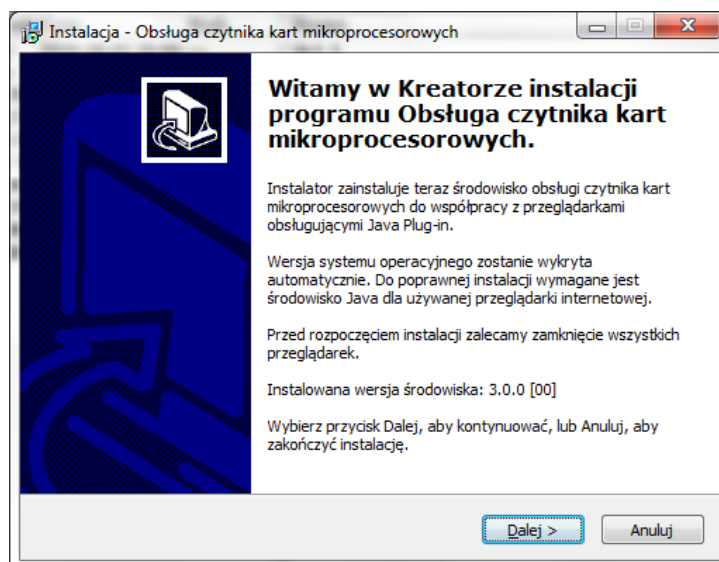 Instalacja - Obsługa czytnika kart mikroprocesorowych
Witamy w Kreatorze instalacji
programu Obsługa czytnika kart
mikroprocesorowych.
Instalator zainstaluje teraz środowisko obsługi czytnika kart
mikroprocesorowych do współpracy z przeglądarkami
obsługującymi Java Plug-in.
Wersja systemu operacyjnego zostanie wykryta
automatycznie. Do poprawnej instalacji wymagane jest
środowisko Java dla używanej przeglądarki internetowej.
Przed rozpoczęciem instalacji zalecamy zamknięcie wszystkich
przeglądarek.
Instalowana wersja środowiska: 3.0.0 [00]
Wybierz przycisk Dalej, aby kontynuować, lub Anuluj, aby
zakończyć instalację.
Dalej > Anuluj